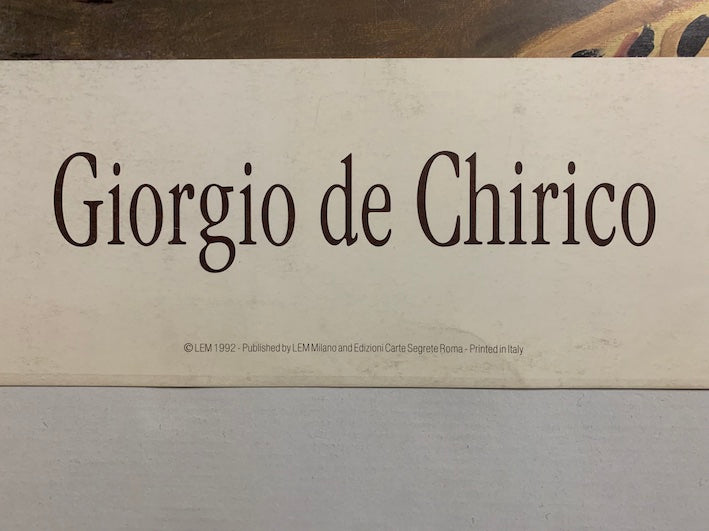 Giorgio de Chirico
© LEM 1992 - Published by LEM Milano and Edizioni Carte Segrete Roma - Printed in Italy